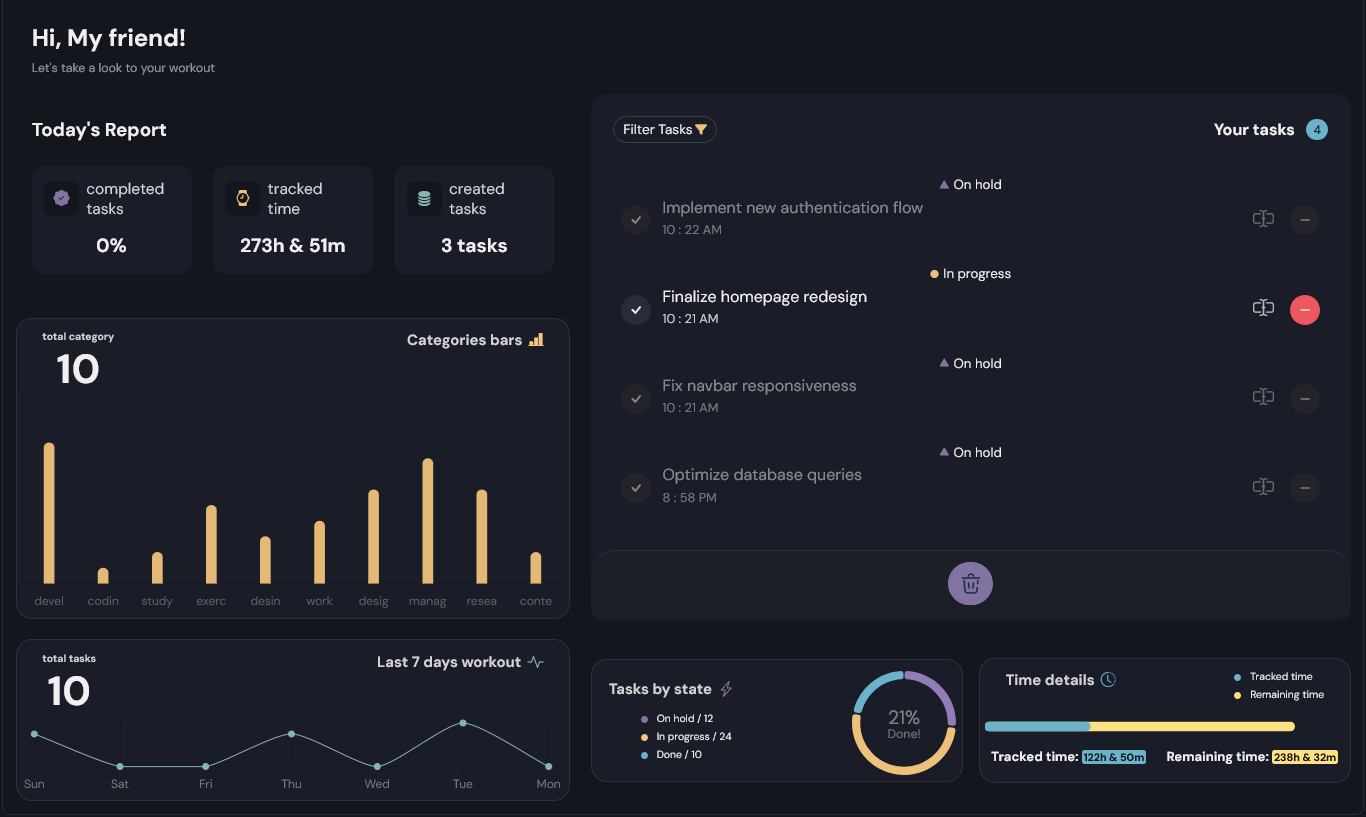 Hi, My friend!
Let's take a look to your workout
Today's Report
completed
tasks
0%
tracked
time
273h & 51m
created
tasks
3 tasks
total category
10
Categories bars
devel codin study exerc desin work desig manag resea conte
total tasks
10
Last 7 days workout
Sun Sat Fri Thu Wed Tue Mon
Filter Tasks
Your tasks 4
On hold
Implement new authentication flow
10 : 22 AM
In progress
Finalize homepage redesign
10 : 21 AM
On hold
Fix navbar responsiveness
10 : 21 AM
On hold
Optimize database queries
8 : 58 PM
Tasks by state
On hold / 12
In progress / 24
Done / 10
21%
Done!
Time details
Tracked time
Remaining time
Tracked time: 122h & 50m
Remaining time: 238h & 32m